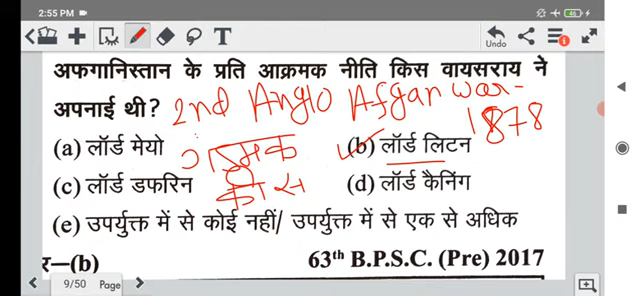 2:55 PM
46
Undo
अफगानिस्तान के प्रति आक्रमक नीति किस वायसराय ने
अपनाई थी? 2nd Anglo Afgan war-
1878
(a) लॉर्ड मेयो
(b) लॉर्ड लिटन
(c) लॉर्ड डफरिन
(d) लॉर्ड कैनिंग
(e) उपर्युक्त में से कोई नहीं/ उपर्युक्त में से एक से अधिक
र–(b) 63th B.P.S.C. (Pre) 2017
9/50 Page